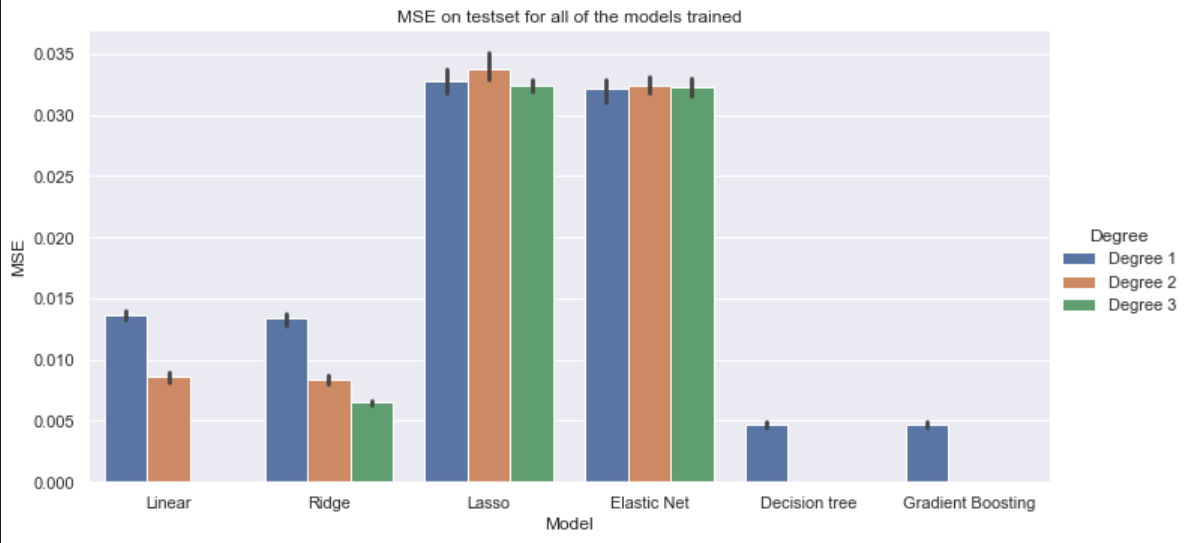 MSE on testset for all of the models trained
MSE
0.035
0.030
0.025
0.020
0.015
0.010
0.005
0.000
Linear
Ridge
Lasso
Elastic Net
Decision tree
Gradient Boosting
Model
Degree
Degree 1
Degree 2
Degree 3